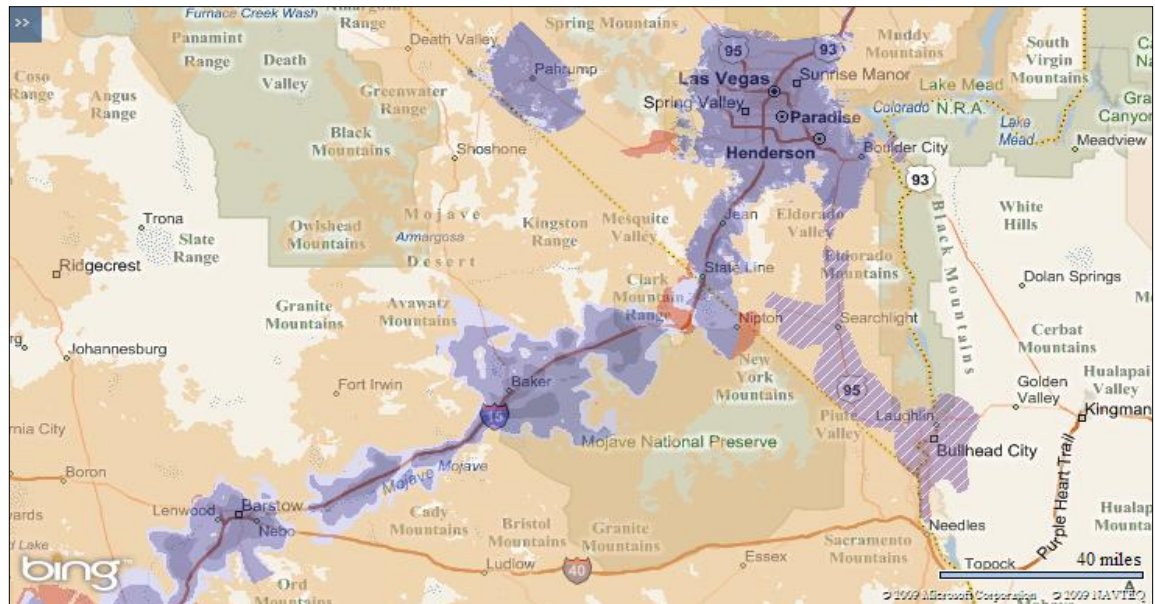 >>
Furnace Creek Wash
Range
Spring Mountains
Death Valley
Panamint
Range
Death
Valley
Pahrump
95
93
Muddy
Mountains
South
Virgin
Mountains
Coso
Range
Angus
Range
Greenwater
Range
Las Vegas
Sunrise Manor
Lake Mead
N.R.A.
Spring Valley
Paradise
Colorado
Lake
Mead
Canyon
Black
Mountains
Shoshone
Henderson
Boulder City
Meadview
93
Trona
Slate
Range
Owlshead
Mountains
Mojave
Armargosa
Desert
Kingston
Range
Mesquite
Valley
Jean
Eldorado
Valley
Black Mountains
White
Hills
Ridgecrest
State Line
Eldorado
Mountains
Dolan Springs
Granite
Mountains
Avawatz
Mountains
Clark
Mountain
Range
Nipton
Searchlight
Cerbat
Mountains
Johannesburg
New
York
Mountains
Hualapai
Valley
Fort Irwin
Baker
15
95
Golden
Valley
Laughlin
Kingman
rnia City
Mojave National Preserve
Piute
Valley
Bullhead City
Boron
Mojave
Mojave
Purple Heart Trail
Lenwood
Barstow
Nebo
Cady
Mountains
Bristol
Mountains
Granite
Mountains
Needles
Sacramento
Mountains
bing
Ord
Mountains
Ludlow
40
Essex
Topock
40 miles
© 2009 Microsoft Corporation © 2009 NAVTEQ